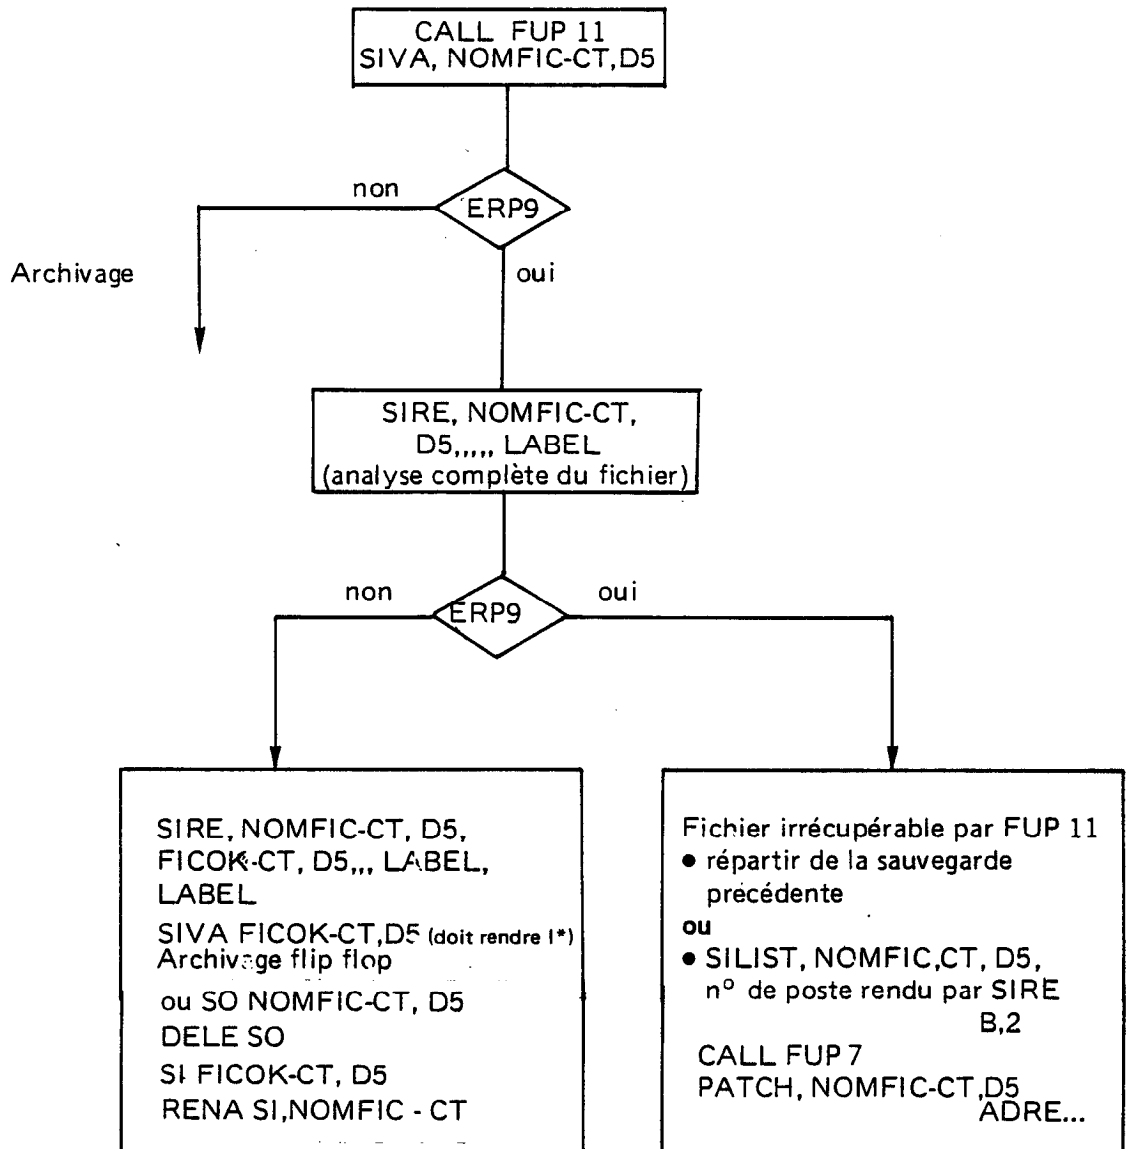 CALL FUP 11
SIVA, NOMFIC-CT,D5
non
ERP9
Archivage
oui
SIRE, NOMFIC-CT,
D5,,,,, LABEL
(analyse complète du fichier)
non
ERP9
oui
SIRE, NOMFIC-CT, D5,
FICOK-CT, D5,,, LABEL,
LABEL
SIVA FICOK-CT,D5 (doit rendre I*)
Archivage flip flop
ou SO NOMFIC-CT, D5
DELE SO
SI FICOK-CT, D5
RENA SI,NOMFIC - CT
Fichier irrécupérable par FUP 11
• répartir de la sauvegarde
précédente
ou
• SILIST, NOMFIC,CT, D5,
n° de poste rendu par SIRE
B,2
CALL FUP 7
PATCH, NOMFIC-CT,D5
ADRE...